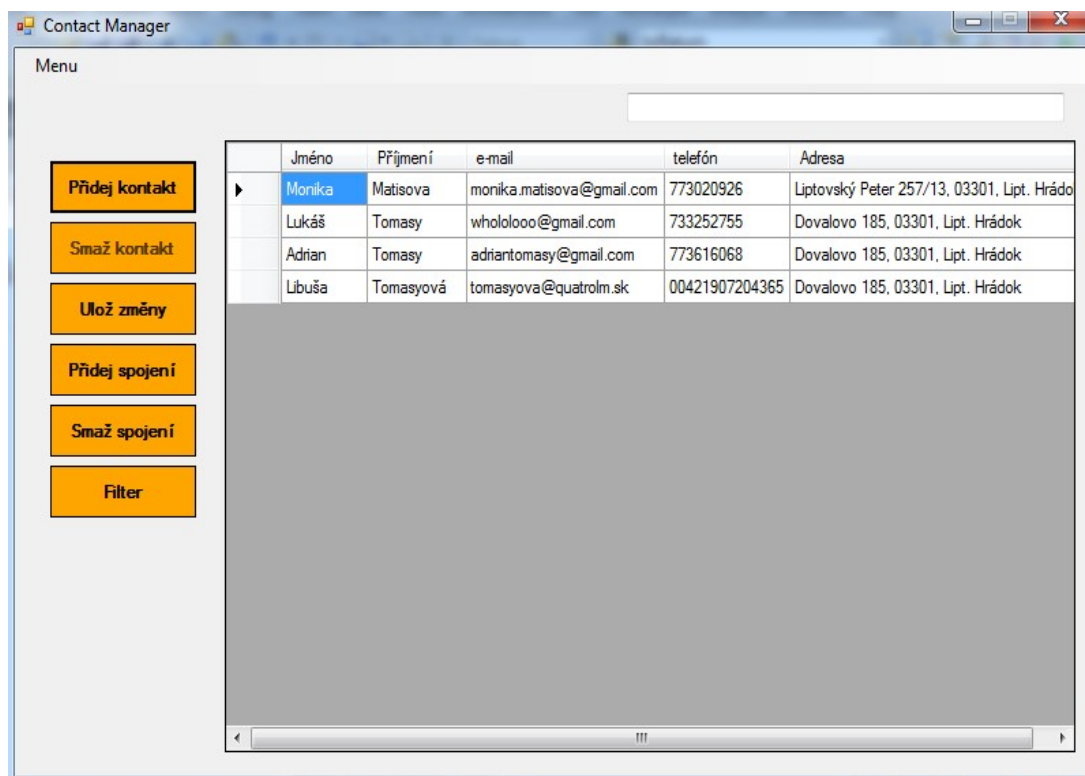 Contact Manager
Menu
Jméno Příjmení e-mail telefón Adresa
Monika Matisova monika.matisova@gmail.com 773020926 Liptovský Peter 257/13, 03301, Lipt. Hrádo
Lukáš Tomasy whololooo@gmail.com 733252755 Dovalovo 185, 03301, Lipt. Hrádok
Adrian Tomasy adriantomasy@gmail.com 773616068 Dovalovo 185, 03301, Lipt. Hrádok
Libuša Tomasyová tomasyova@quatrolm.sk 00421907204365 Dovalovo 185, 03301, Lipt. Hrádok
Přidej kontakt
Smaž kontakt
Ulož změny
Přidej spojení
Smaž spojení
Filter